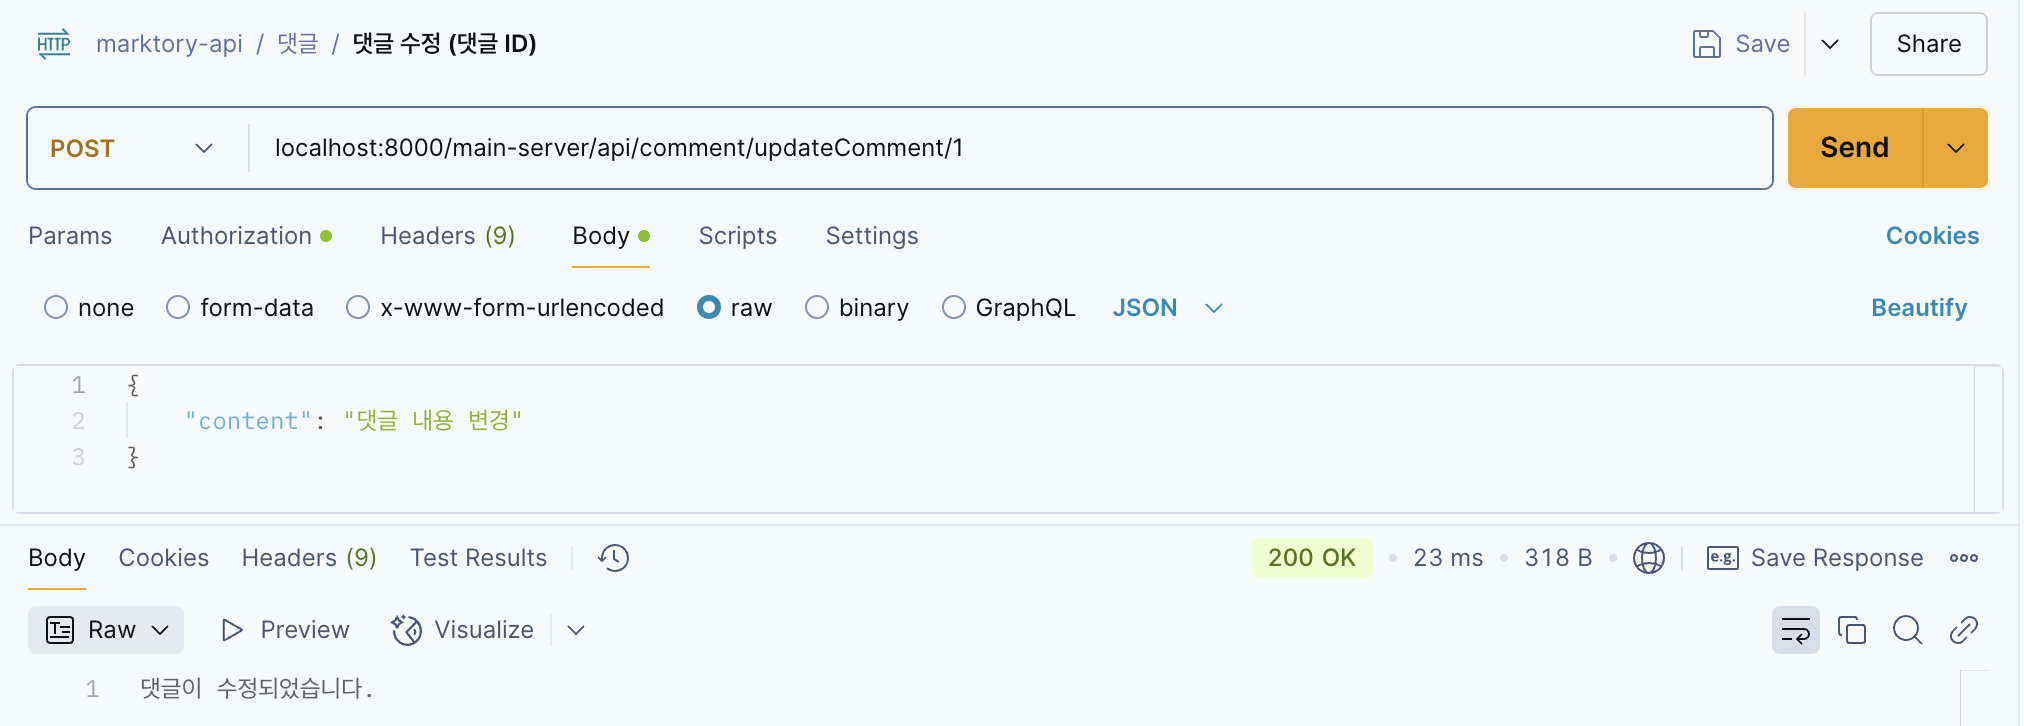 HTTP marktory-api / 댓글 / 댓글 수정 (댓글 ID) Save Share
POST localhost:8000/main-server/api/comment/updateComment/1 Send
Params Authorization Headers (9) Body Scripts Settings Cookies
none form-data x-www-form-urlencoded raw binary GraphQL JSON Beautify
1 {
2 "content": "댓글 내용 변경"
3 }
Body Cookies Headers (9) Test Results 200 OK • 23 ms • 318 B • e.g. Save Response
Raw Preview Visualize
1 댓글이 수정되었습니다.